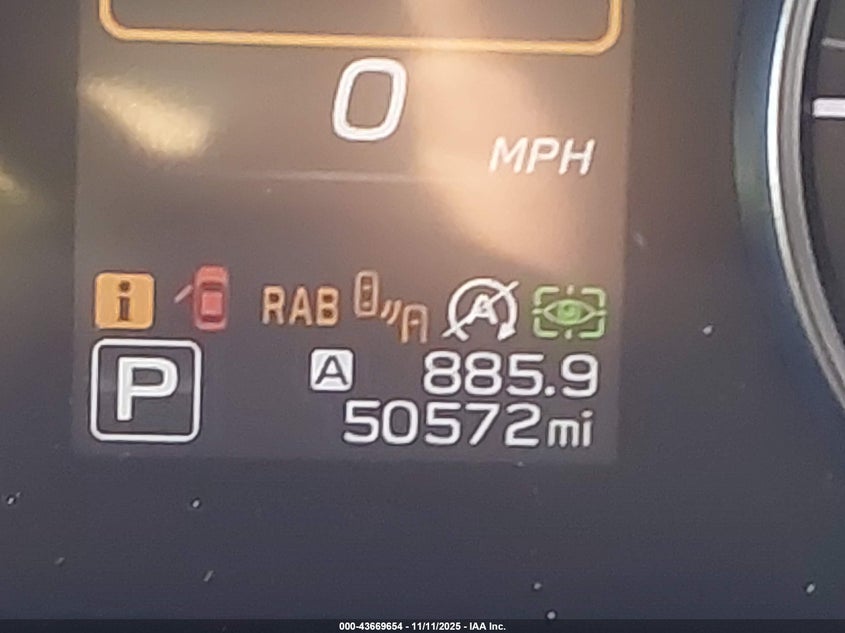 0
MPH
i RAB A
P A 885.9
50572mi
000-43669654 - 11/11/2025 - IAA Inc.